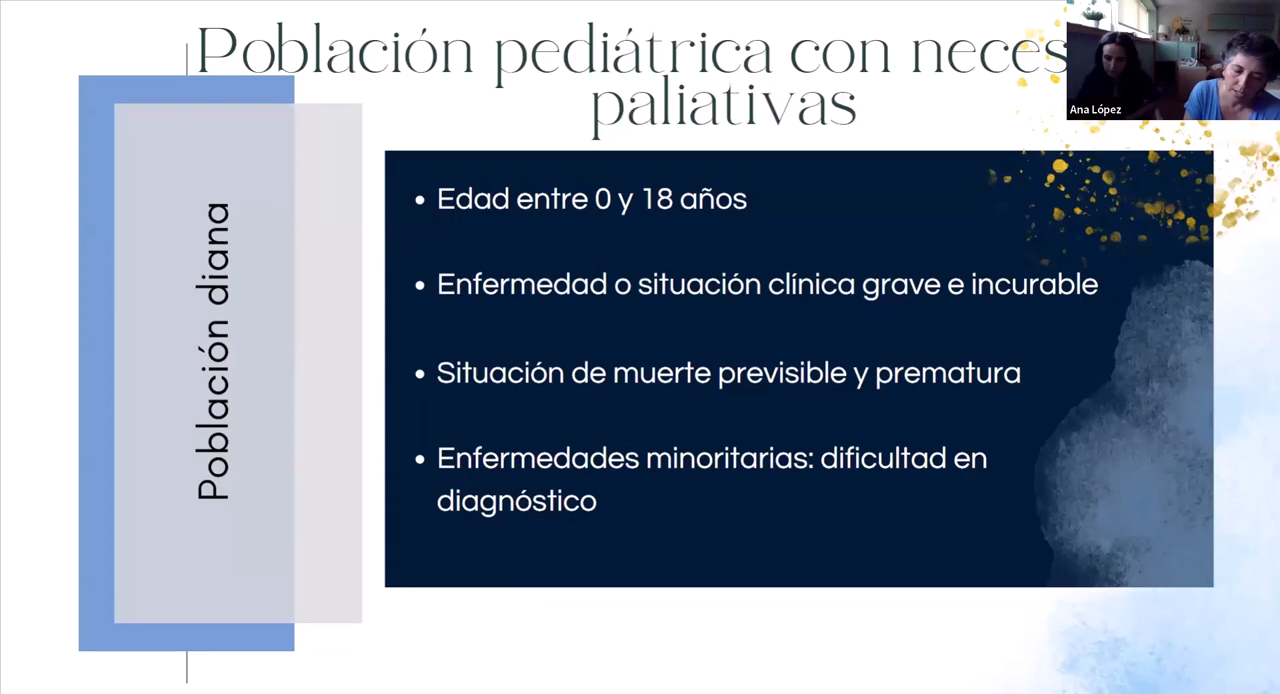 Población pediátrica con neces
paliativas
Ana López
Población diana
• Edad entre 0 y 18 años
• Enfermedad o situación clínica grave e incurable
• Situación de muerte previsible y prematura
• Enfermedades minoritarias: dificultad en
diagnóstico